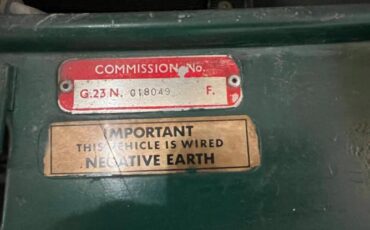 COMMISSION No.
G.23 N. 018049 F.
IMPORTANT
THIS VEHICLE IS WIRED
NEGATIVE EARTH